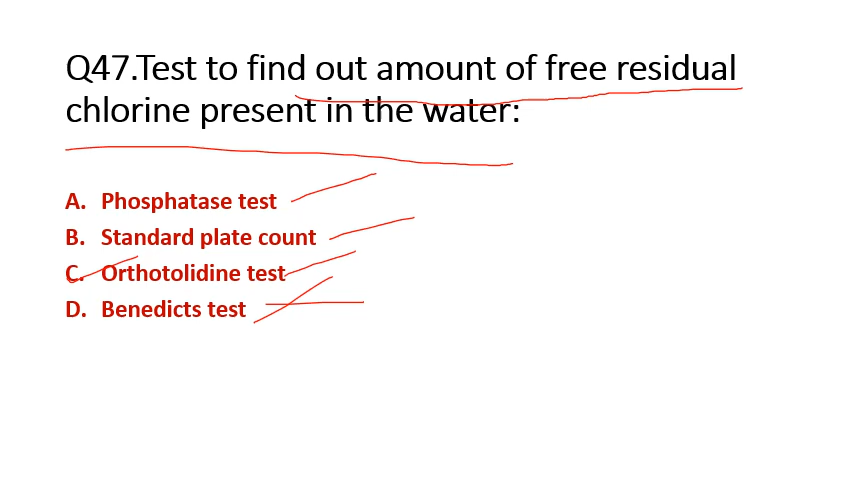 Q47.Test to find out amount of free residual
chlorine present in the water:
A. Phosphatase test
B. Standard plate count
C. Orthotolidine test
D. Benedicts test